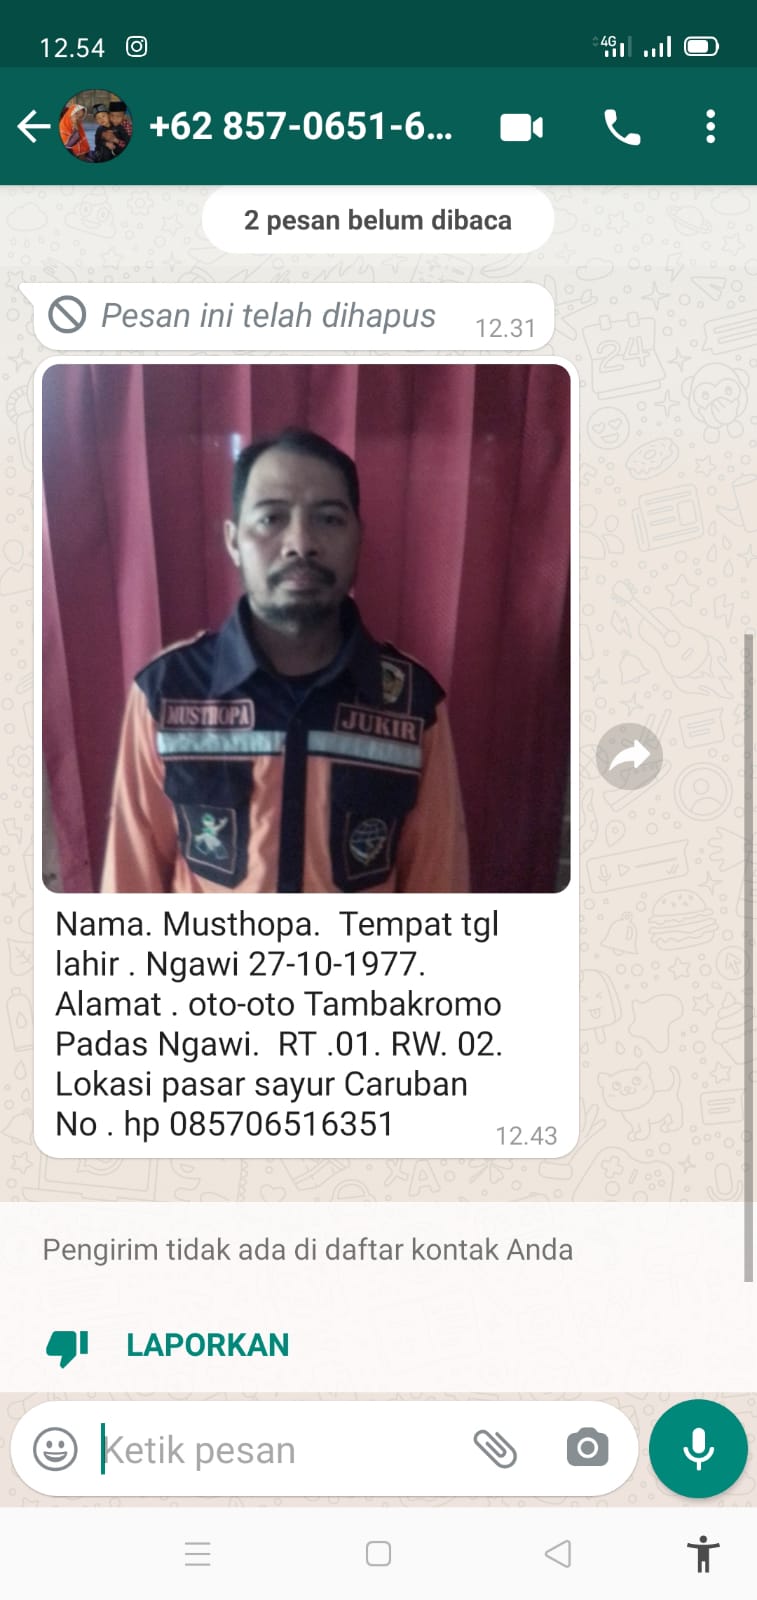 12.54
4G
+62 857-0651-6...
2 pesan belum dibaca
Pesan ini telah dihapus 12.31
MUSTHOPA
JUKIR
Nama. Musthopa.  Tempat tgl
lahir . Ngawi 27-10-1977.
Alamat . oto-oto Tambakromo
Padas Ngawi.  RT .01. RW. 02.
Lokasi pasar sayur Caruban
No . hp 085706516351
12.43
Pengirim tidak ada di daftar kontak Anda
LAPORKAN
Ketik pesan